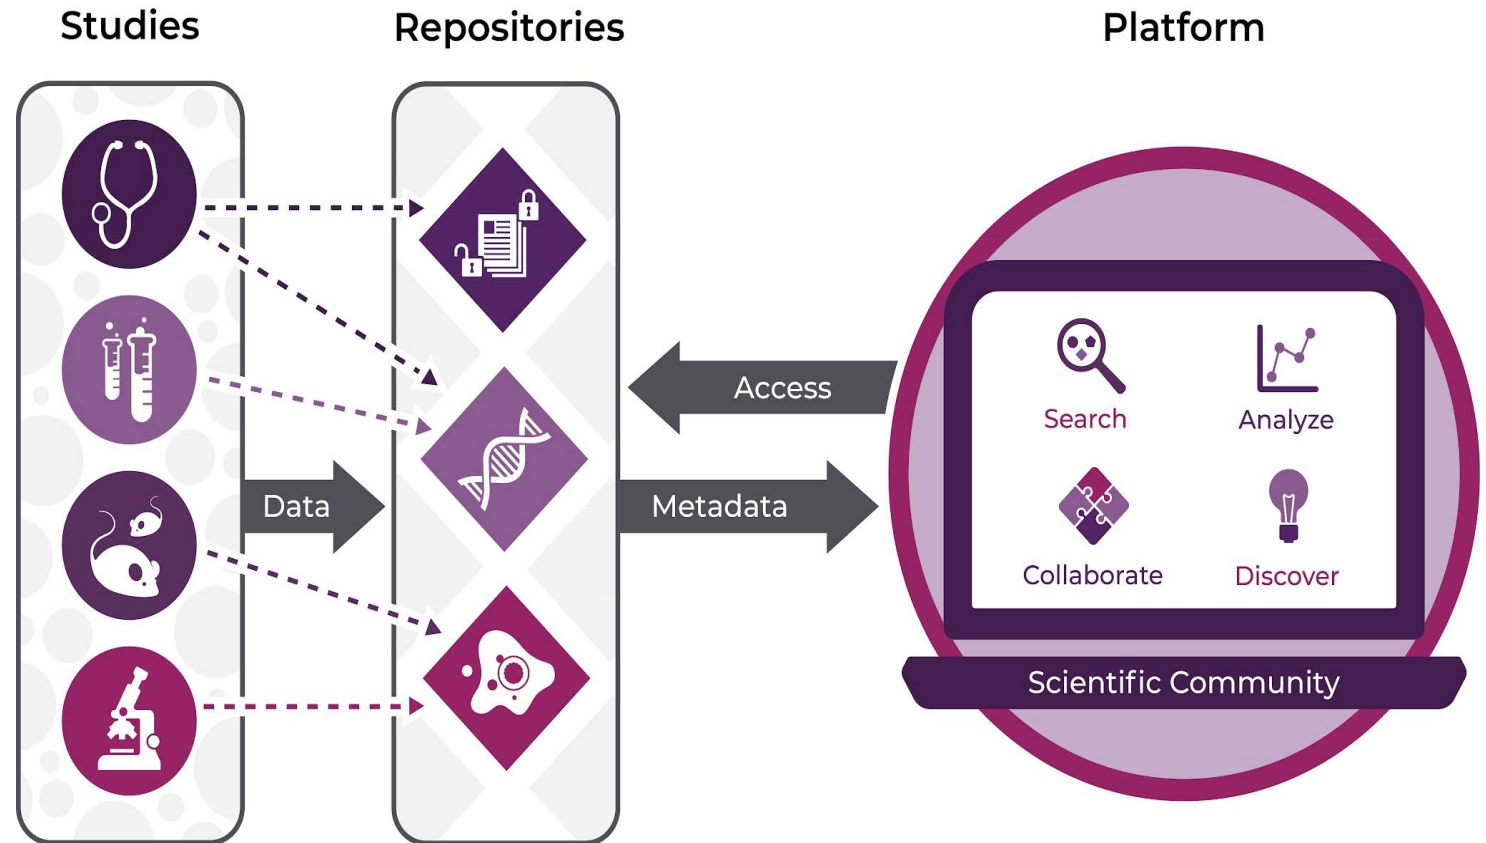 Studies
Repositories
Platform
Access
Data
Metadata
Search
Analyze
Collaborate
Discover
Scientific Community